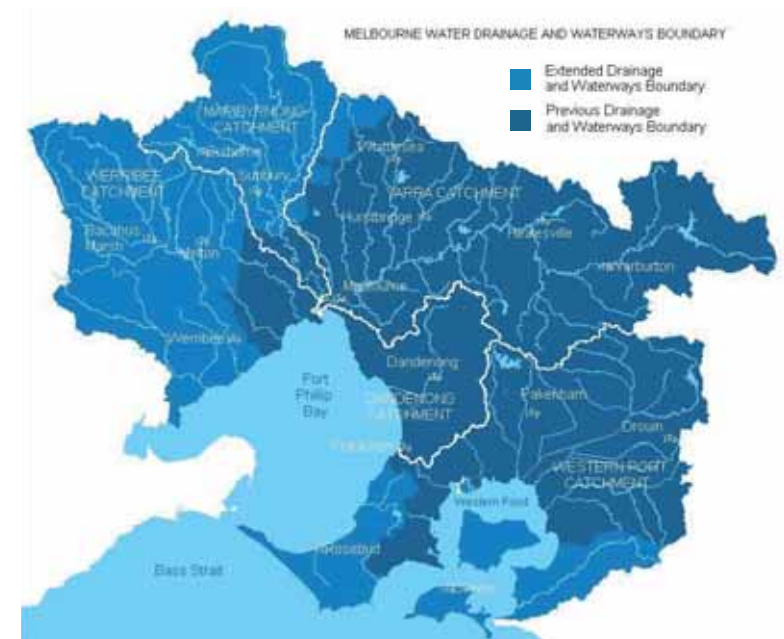 MELBOURNE WATER DRAINAGE AND WATERWAYS BOUNDARY
Extended Drainage
and Waterways Boundary
Previous Drainage
and Waterways Boundary
MARIBYRNONG
CATCHMENT
Sunbury
WERRIBEE
CATCHMENT
Bacchus
Marsh
Melton
Werribee
Whittlesea
YARRA CATCHMENT
Hurstbridge
Healesville
Warburton
Melbourne
Port
Phillip
Bay
Dandenong
DANDENONG
CATCHMENT
Frankston
Pakenham
Drouin
WESTERN PORT
CATCHMENT
Western Port
Rosebud
Bass Strait